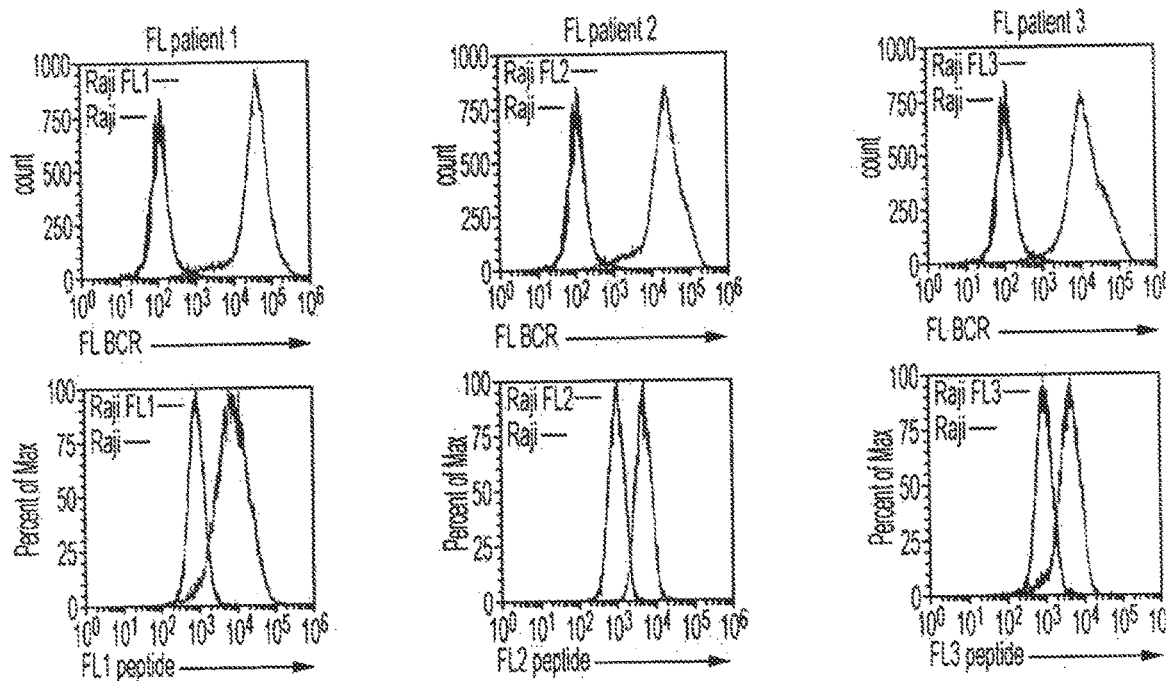 FL patient 1
1000
750
500
250
0
count
Raji FL1
Raji
10⁰ 10¹ 10² 10³ 10⁴ 10⁵ 10⁶
FL BCR
FL patient 2
1000
750
500
250
0
count
Raji FL2
Raji
10⁰ 10¹ 10² 10³ 10⁴ 10⁵ 10⁶
FL BCR
FL patient 3
1000
750
500
250
0
count
Raji FL3
Raji
10⁰ 10¹ 10² 10³ 10⁴ 10⁵ 10⁶
FL BCR
100
75
50
25
0
Percent of Max
Raji FL1
Raji
10⁰ 10¹ 10² 10³ 10⁴ 10⁵ 10⁶
FL1 peptide
100
75
50
25
0
Percent of Max
Raji FL2
Raji
10⁰ 10¹ 10² 10³ 10⁴ 10⁵ 10⁶
FL2 peptide
100
75
50
25
0
Percent of Max
Raji FL3
Raji
10⁰ 10¹ 10² 10³ 10⁴ 10⁵ 10⁶
FL3 peptide